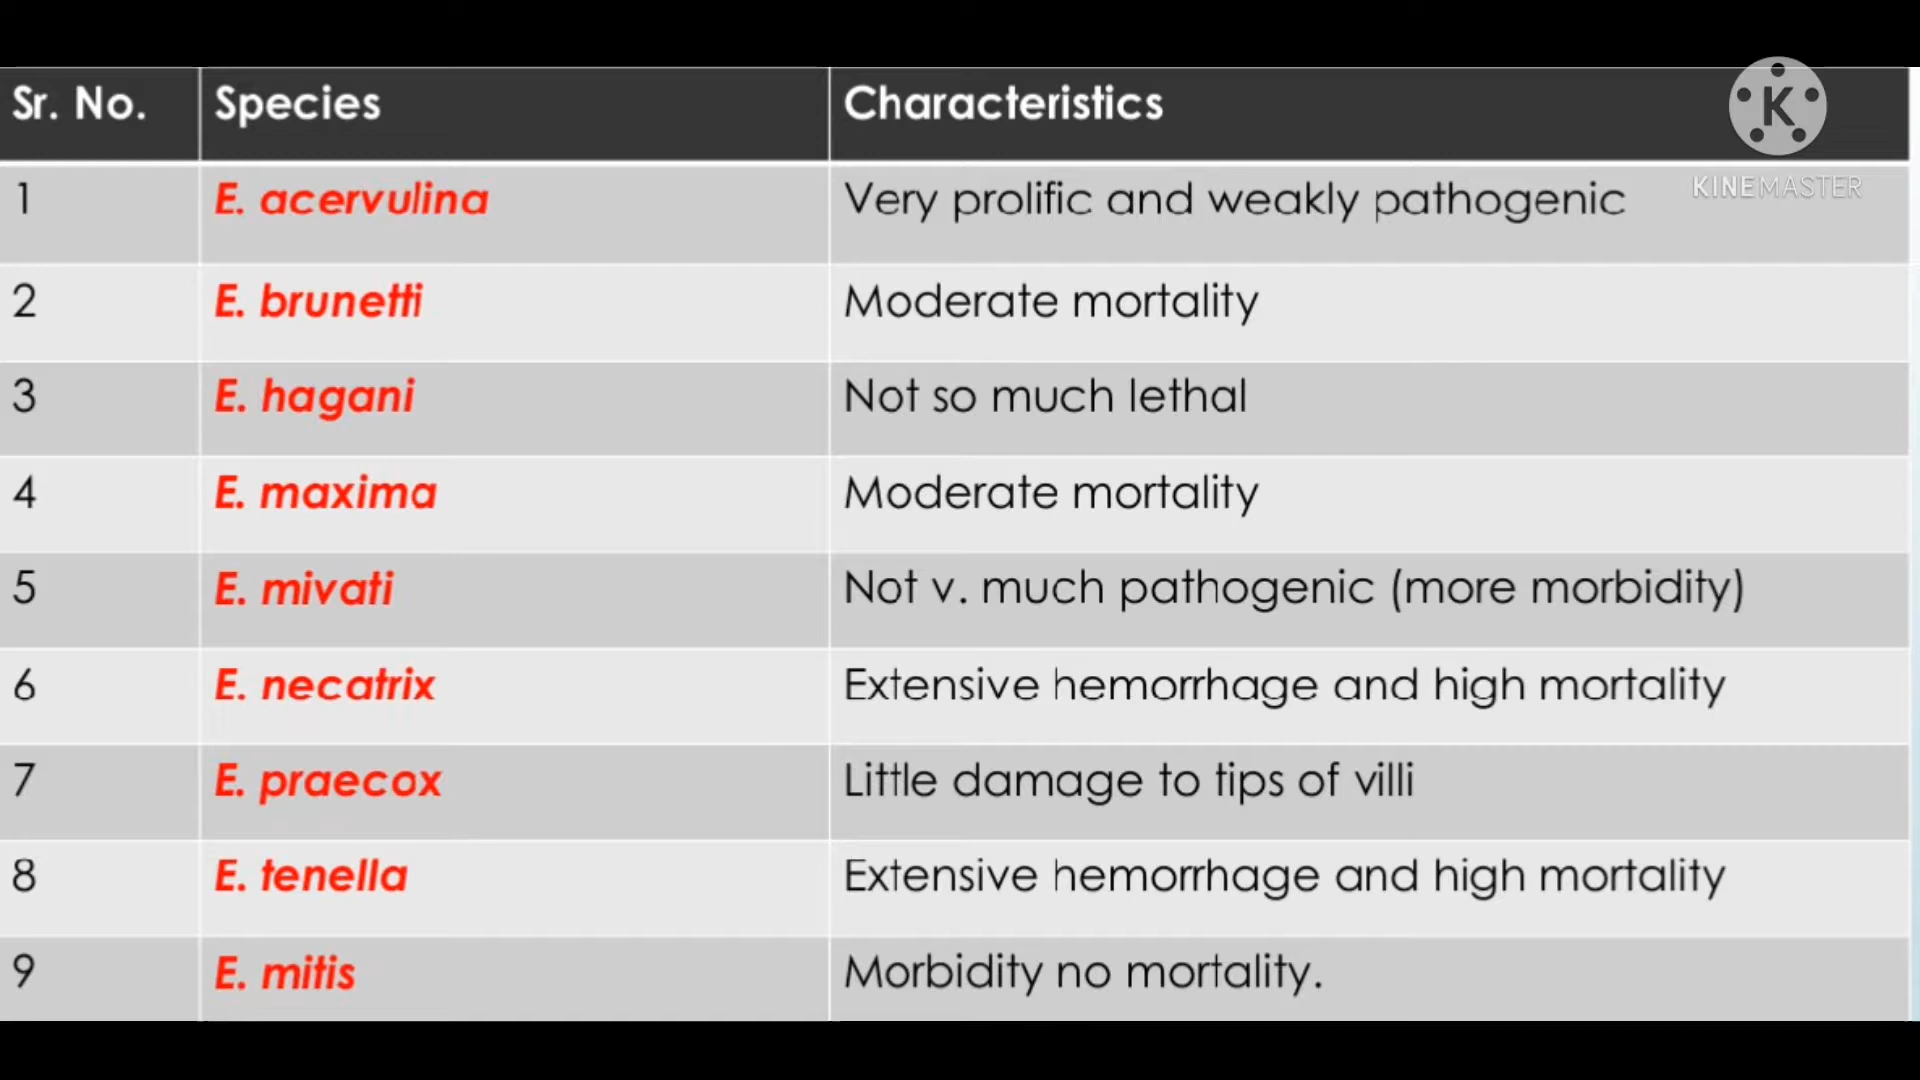 Sr. No. Species Characteristics
K
KINEMASTER
1 E. acervulina Very prolific and weakly pathogenic
2 E. brunetti Moderate mortality
3 E. hagani Not so much lethal
4 E. maxima Moderate mortality
5 E. mivati Not v. much pathogenic (more morbidity)
6 E. necatrix Extensive hemorrhage and high mortality
7 E. praecox Little damage to tips of villi
8 E. tenella Extensive hemorrhage and high mortality
9 E. mitis Morbidity no mortality.